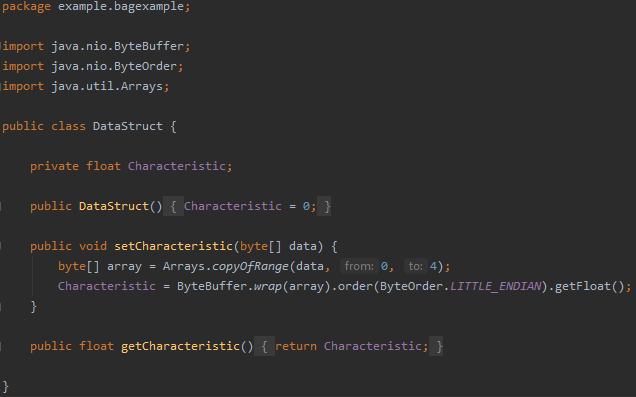 package example.bagexample;
import java.nio.ByteBuffer;
import java.nio.ByteOrder;
import java.util.Arrays;
public class DataStruct {
private float Characteristic;
public DataStruct() { Characteristic = 0; }
public void setCharacteristic(byte[] data) {
byte[] array = Arrays.copyOfRange(data, from: 0, to: 4);
Characteristic = ByteBuffer.wrap(array).order(ByteOrder.LITTLE_ENDIAN).getFloat();
}
public float getCharacteristic() { return Characteristic; }
}